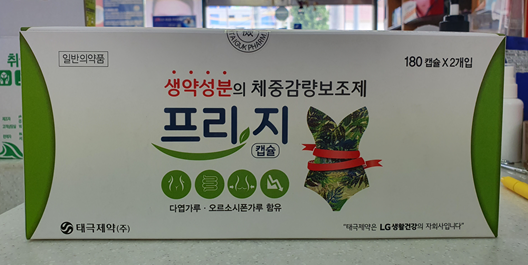 TAIGUK PHARM
일반의약품
180 캡슐 X 2개입
생약성분의 체중감량보조제
프리지
캡슐
다엽가루 · 오르소시폰가루 함유
태극제약(주)
"태극제약은 LG생활건강의 자회사입니다"